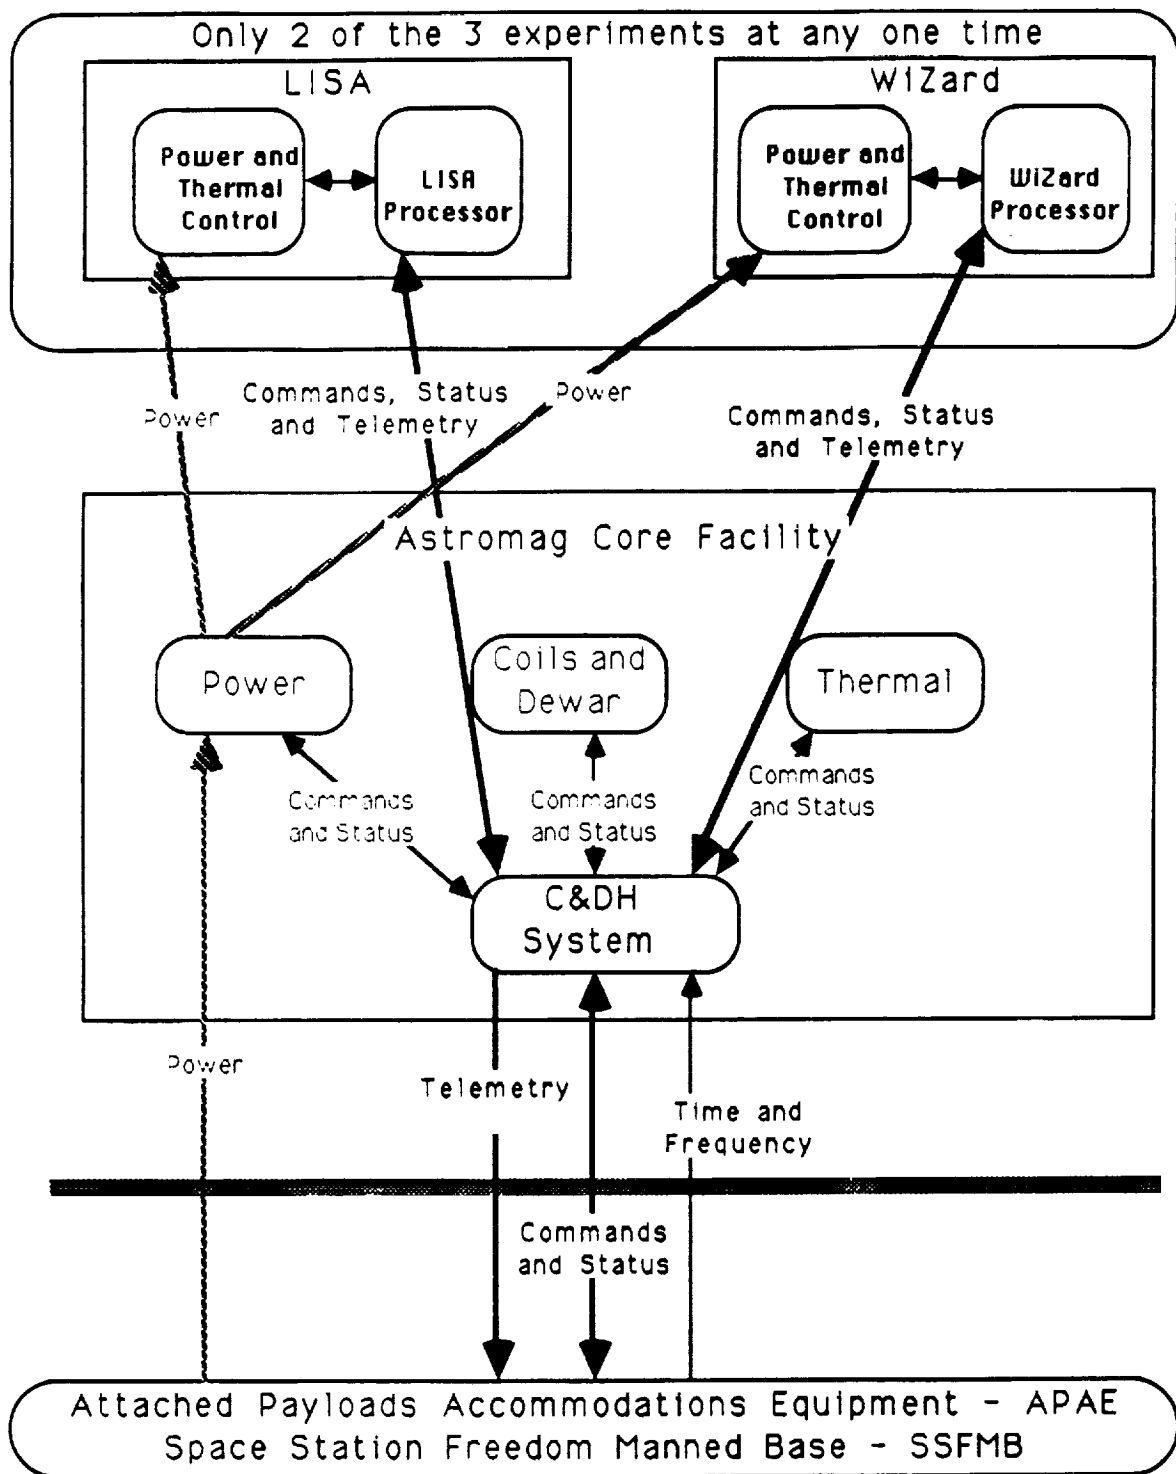 Only 2 of the 3 experiments at any one time
LISA
Power and
Thermal
Control
LISA
Processor
WiZard
Power and
Thermal
Control
WiZard
Processor
Power
Commands, Status
and Telemetry
Power
Commands, Status
and Telemetry
Astromag Core Facility
Power
Coils and
Dewar
Thermal
Commands
and Status
Commands
and Status
Commands
and Status
C&DH
System
Power
Telemetry
Time and
Frequency
Commands
and Status
Attached Payloads Accommodations Equipment - APAE
Space Station Freedom Manned Base - SSFMB